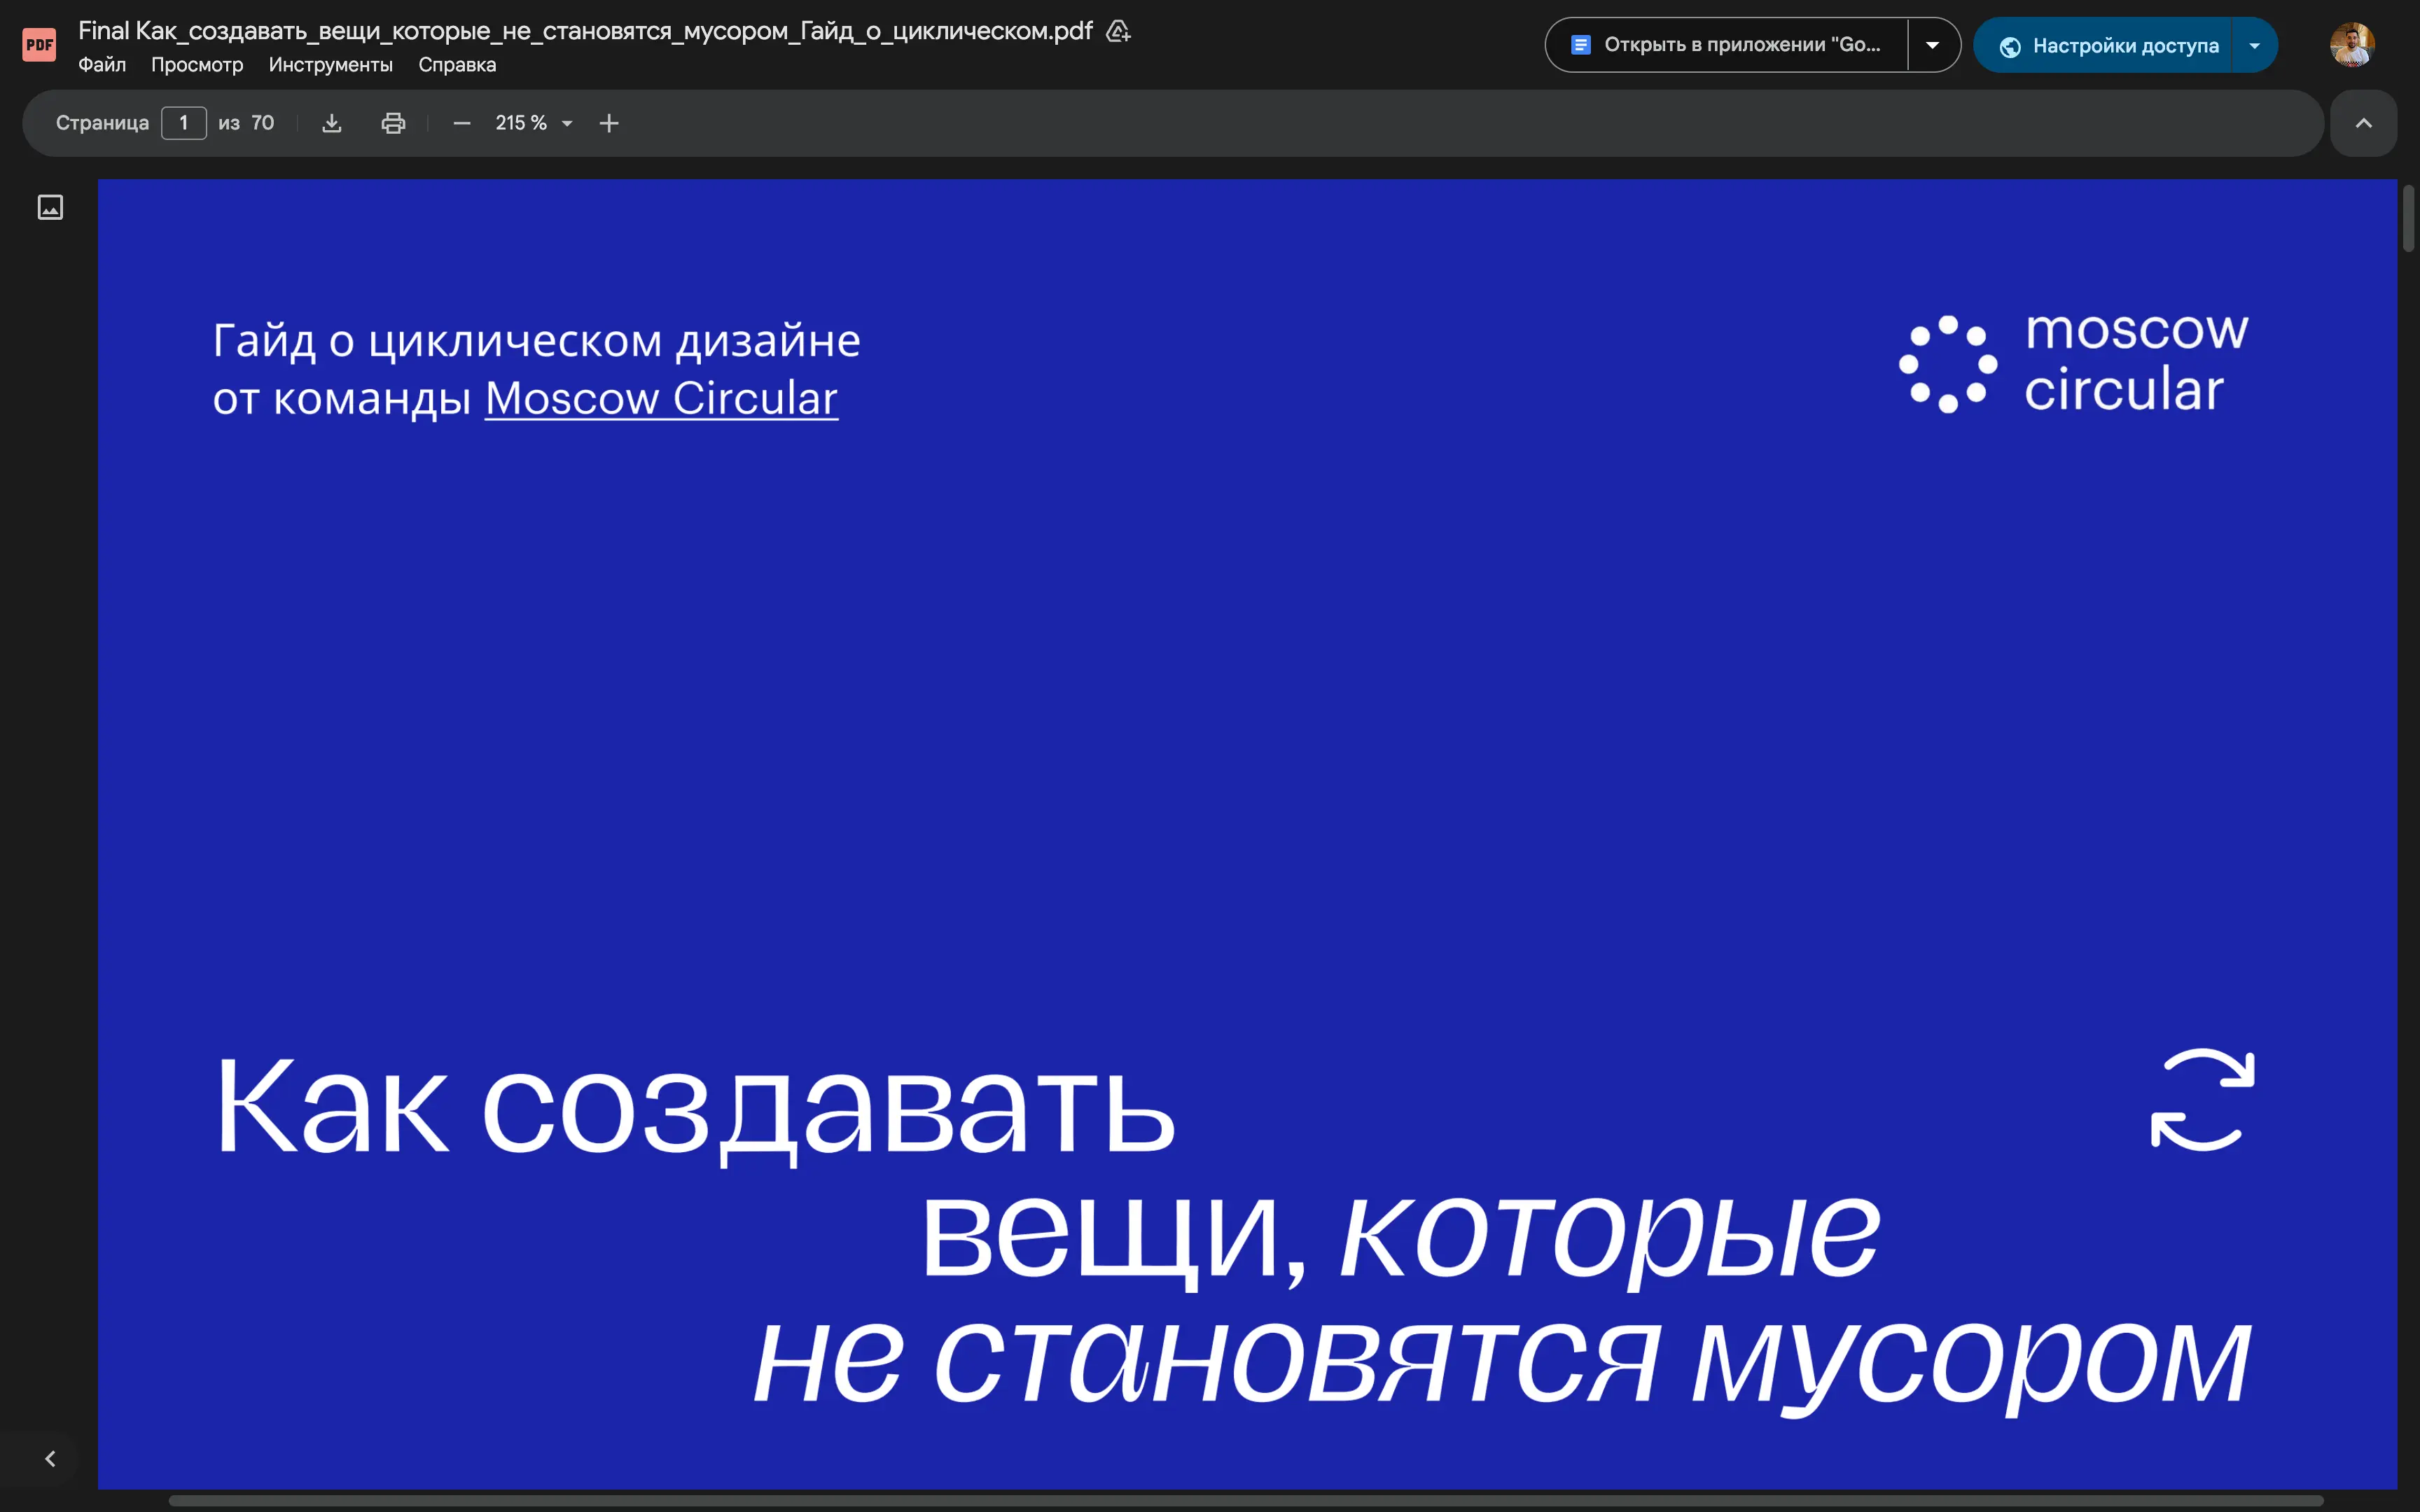 Final Как_создавать_вещи_которые_не_становятся_мусором_Гайд_о_циклическом.pdf
PDF
Файл Просмотр Инструменты Справка
Открыть в приложении "Go...
Настройки доступа
Страница 1 из 70
215 %
Гайд о циклическом дизайне
от команды Moscow Circular
moscow
circular
Как создавать
вещи, которые
не становятся мусором